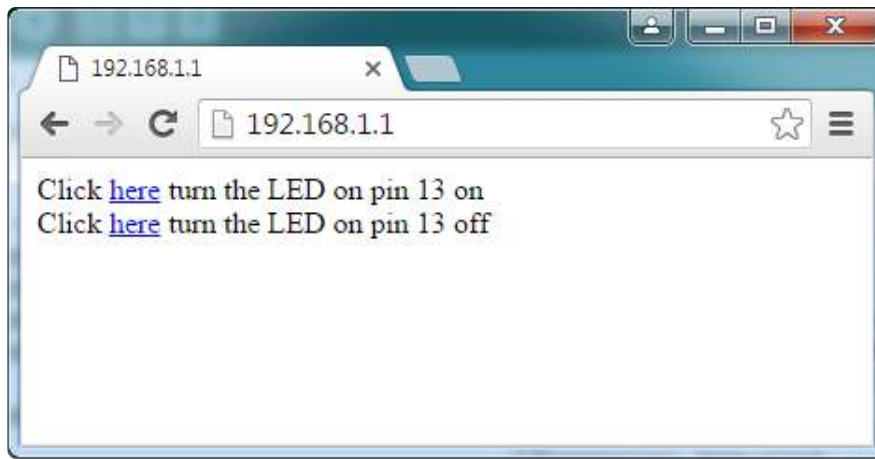 192.168.1.1
192.168.1.1
Click here turn the LED on pin 13 on
Click here turn the LED on pin 13 off